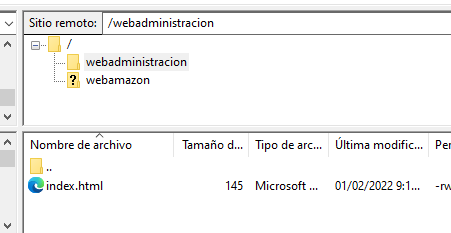 Sitio remoto: /webadministracion
/
webadministracion
? webamazon
Nombre de archivo Tamaño d... Tipo de arc... Última modific... Per
..
index.html 145 Microsoft ... 01/02/2022 9:1... -rw